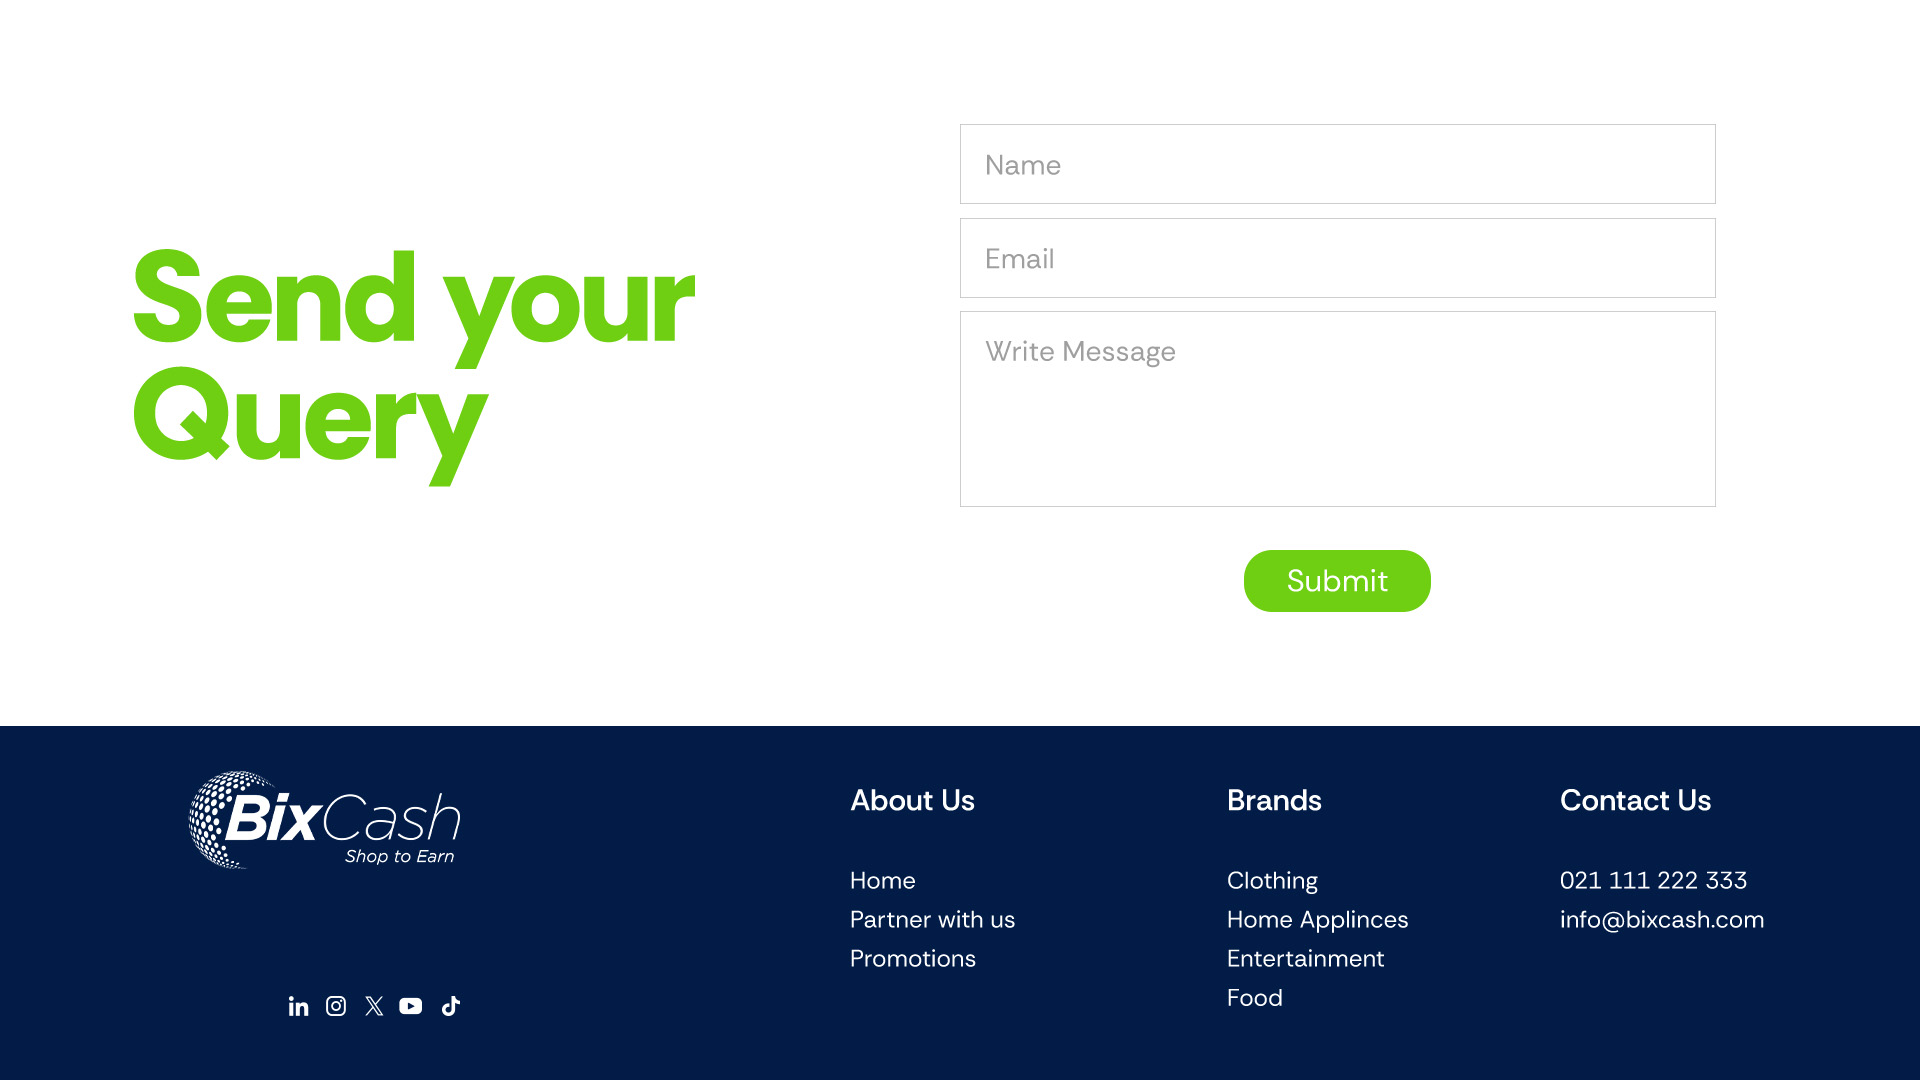 Send your
Query
Name
Email
Write Message
Submit
BixCash
Shop to Earn
About Us
Home
Partner with us
Promotions
Brands
Clothing
Home Applinces
Entertainment
Food
Contact Us
021 111 222 333
info@bixcash.com